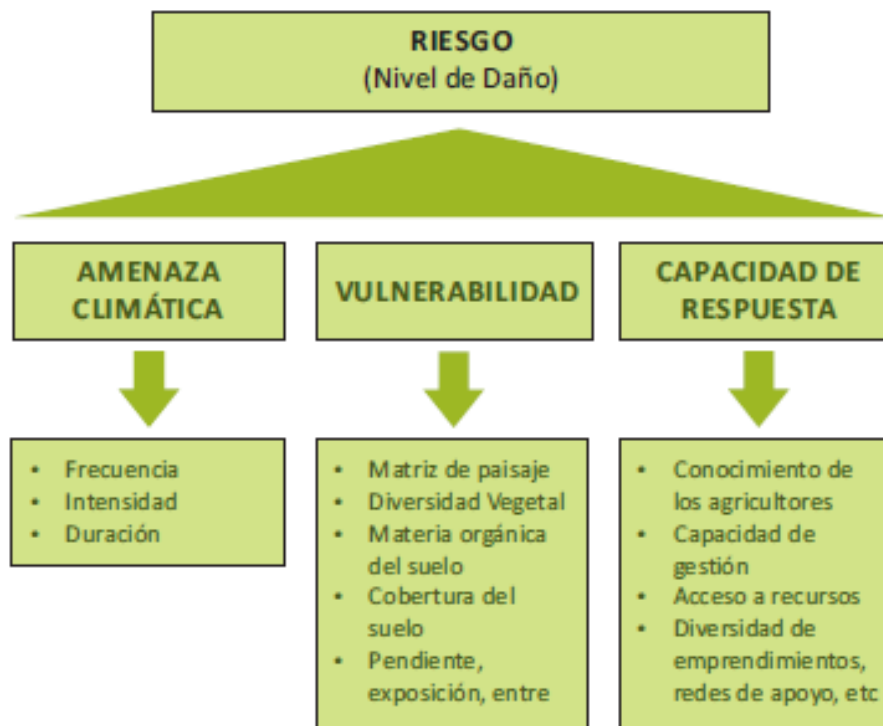 RIESGO
(Nivel de Daño)
AMENAZA
CLIMÁTICA
VULNERABILIDAD
CAPACIDAD DE
RESPUESTA
• Frecuencia
• Intensidad
• Duración
• Matriz de paisaje
• Diversidad Vegetal
• Materia orgánica
del suelo
• Cobertura del
suelo
• Pendiente,
exposición, entre
• Conocimiento de
los agricultores
• Capacidad de
gestión
• Acceso a recursos
• Diversidad de
emprendimientos,
redes de apoyo, etc